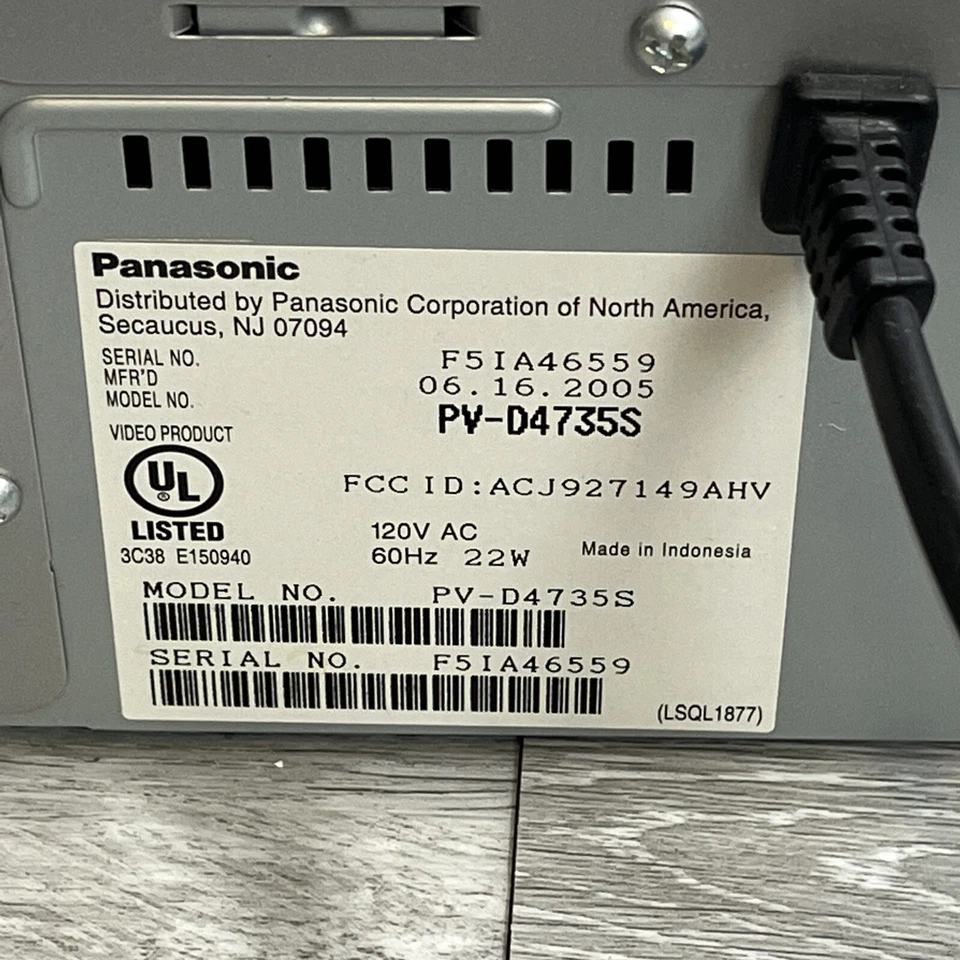 Panasonic
Distributed by Panasonic Corporation of North America,
Secaucus, NJ 07094
SERIAL NO. F5IA46559
MFR'D 06.16.2005
MODEL NO. PV-D4735S
VIDEO PRODUCT
UL ®
LISTED
3C38 E150940
FCC ID:ACJ927149AHV
120V AC
60Hz 22W
Made in Indonesia
MODEL NO. PV-D4735S
SERIAL NO. F5IA46559
(LSQL1877)